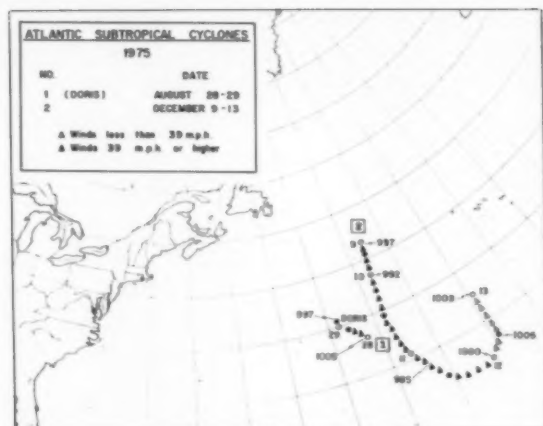 ATLANTIC SUBTROPICAL CYCLONES
1975
NO. DATE
1 (DORIS) AUGUST 28-29
2 DECEMBER 9-13
△ Winds less than 39 m.p.h.
▲ Winds 39 m.p.h. or higher
2
9 997
10 992
1003 13
997 DORIS
29
1005 28
1
1006
11
1000
12
985